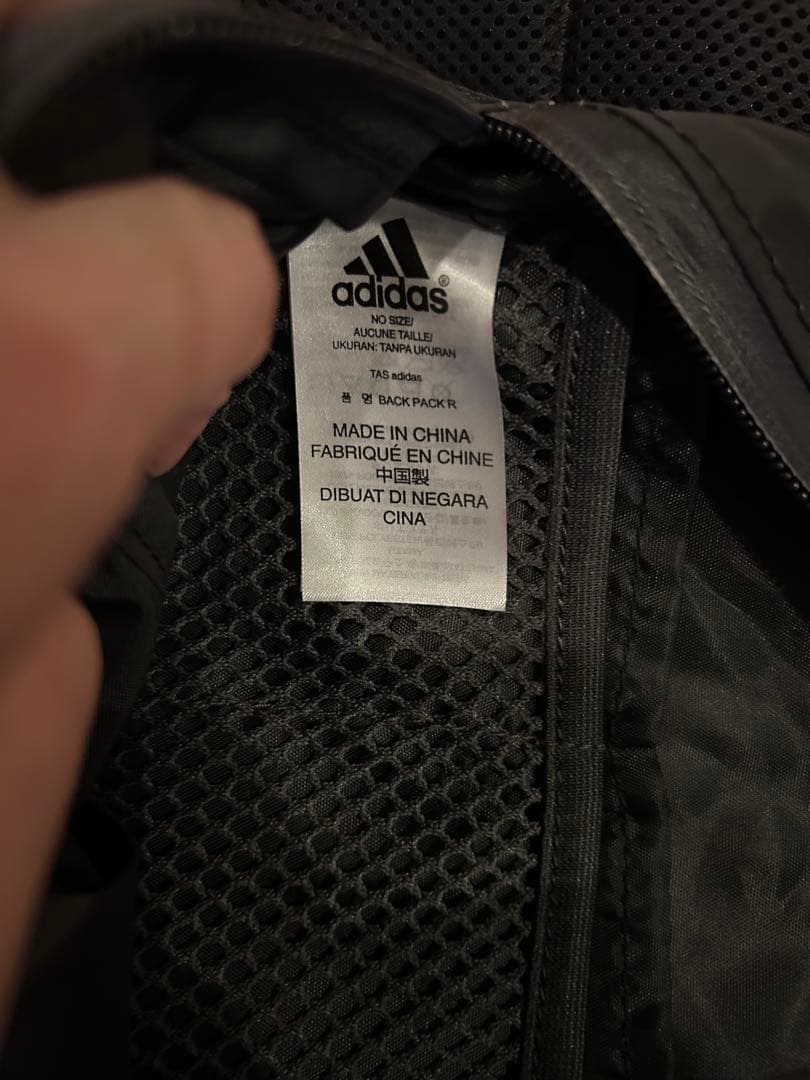 adidas®
NO SIZE/
AUCUNE TAILLE/
UKURAN: TANPA UKURAN
TAS adidas
품 명 BACK PACK R
MADE IN CHINA
FABRIQUÉ EN CHINE
中国製
DIBUAT DI NEGARA
CINA